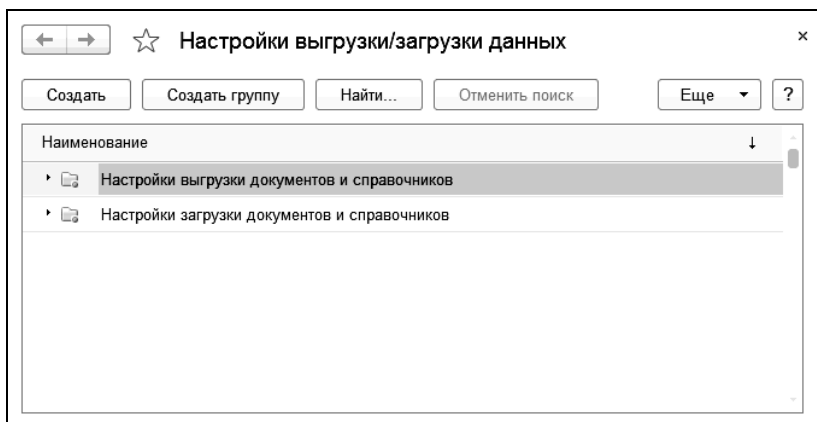 Настройки выгрузки/загрузки данных
Создать Создать группу Найти... Отменить поиск Еще ?
Наименование
Настройки выгрузки документов и справочников
Настройки загрузки документов и справочников